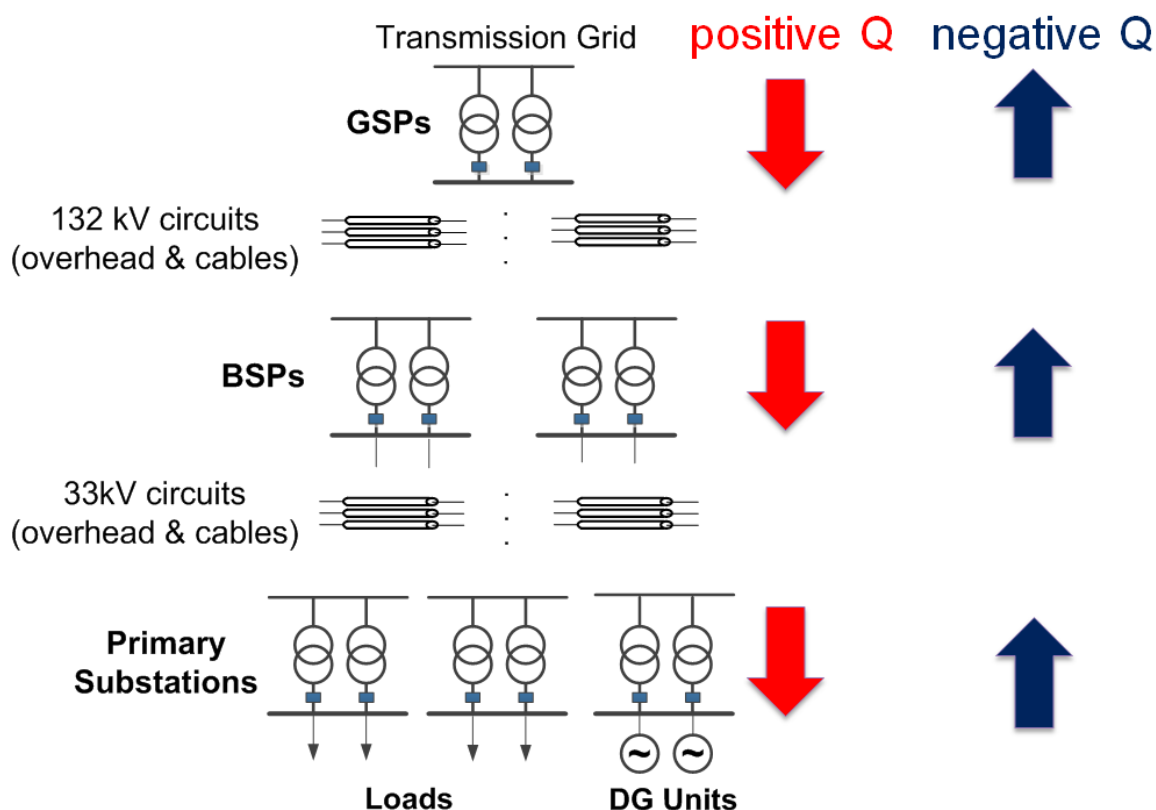 Transmission Grid
positive Q
negative Q
GSPs
132 kV circuits
(overhead & cables)
BSPs
33kV circuits
(overhead & cables)
Primary
Substations
Loads
DG Units